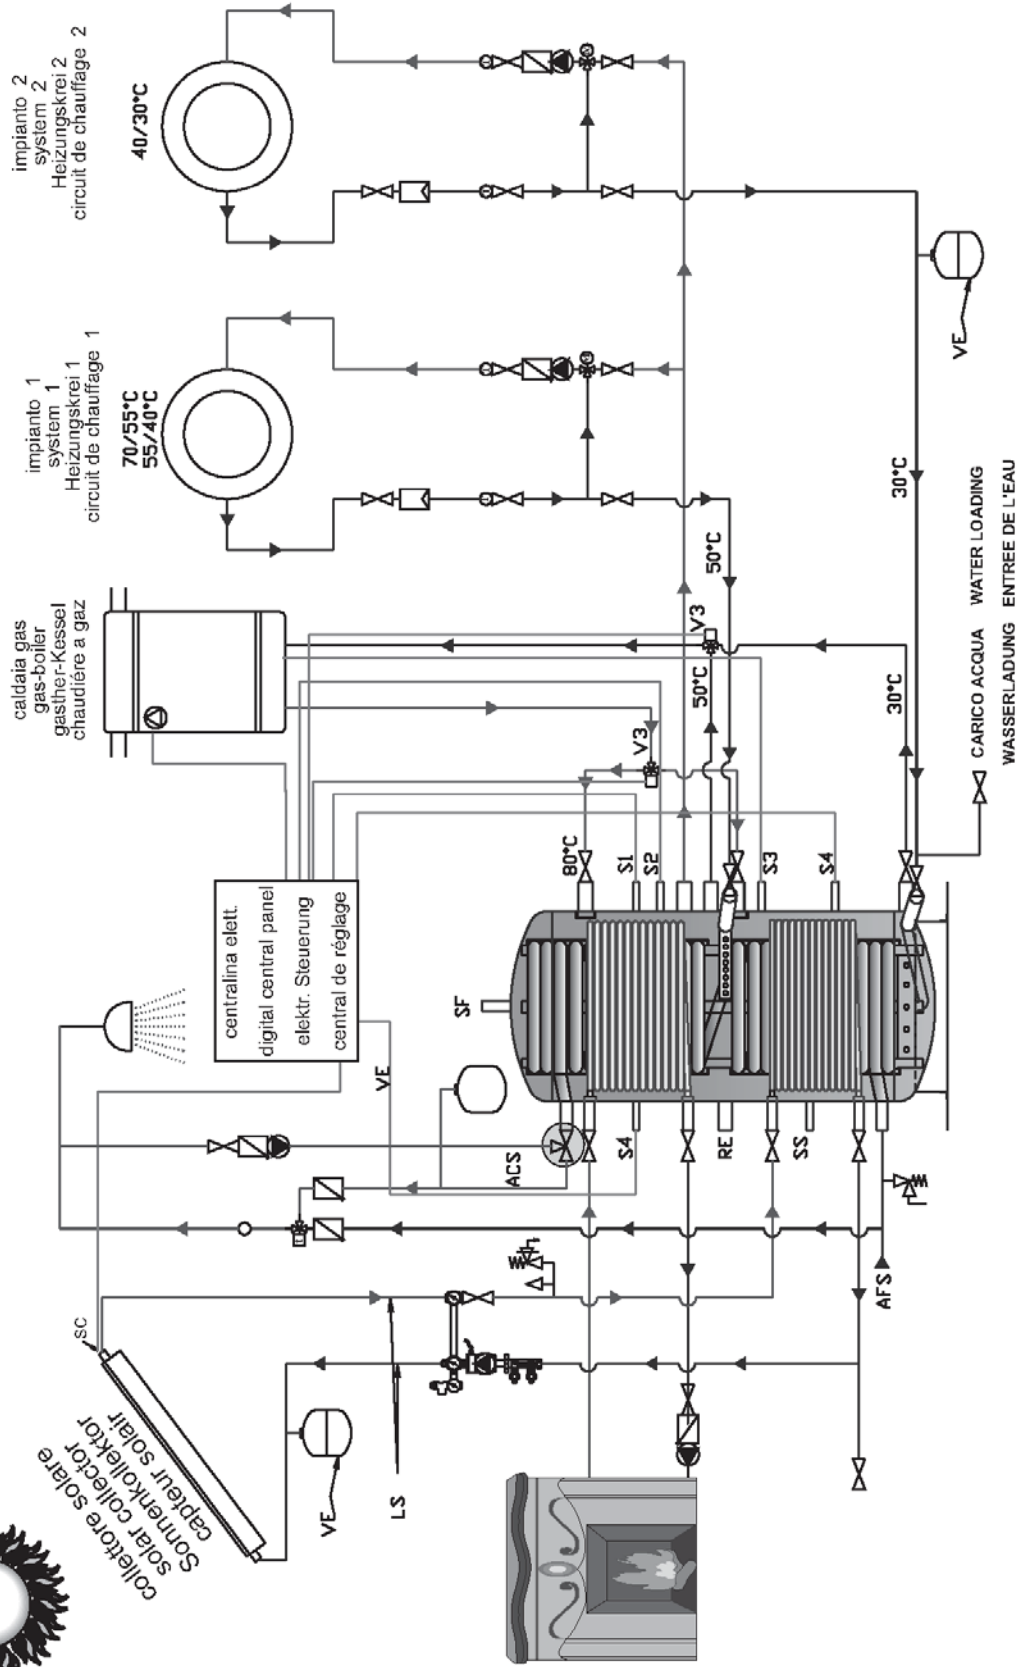 collettore solare
solar collector
Sonnenkollektor
capteur solair
SC
VE
LS
AFS
ACS
VE
centralina elett.
digital central panel
elektr. Steuerung
central de réglage
caldaia gas
gas-boiler
gasther-Kessel
chaudiére a gaz
impianto 1
system 1
Heizungskrei 1
circuit de chauffage 1
70/55°C
55/40°C
impianto 2
system 2
Heizungskrei 2
circuit de chauffage 2
40/30°C
SF
S4
RE
SS
80°C
S1
S2
S3
S4
V3
V3
50°C
50°C
30°C
30°C
VE
CARICO ACQUA WATER LOADING
WASSERLADUNG ENTREE DE L'EAU